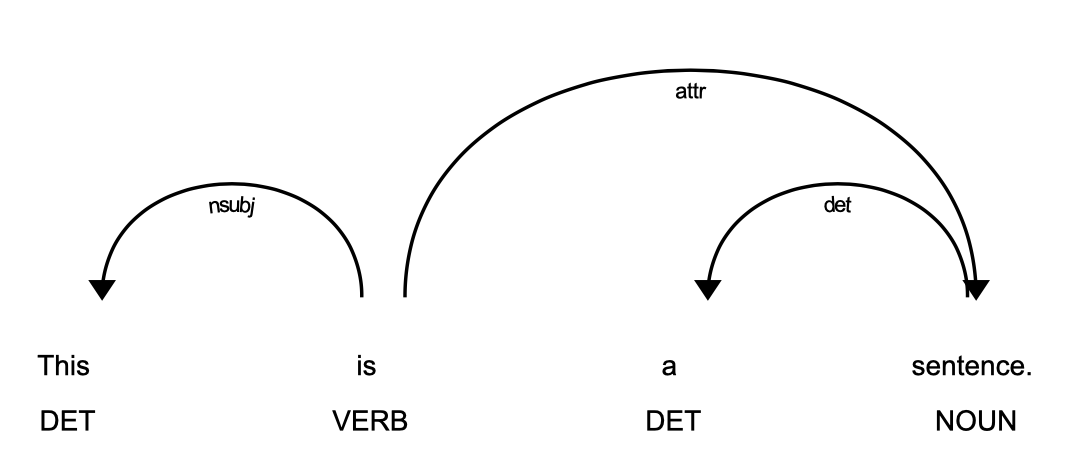 attr
nsubj det
This is a sentence.
DET VERB DET NOUN